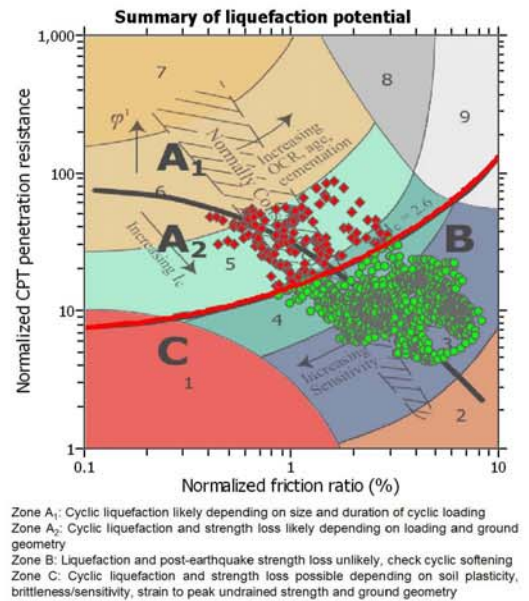 Summary of liquefaction potential
1,000
100
10
1
Normalized CPT penetration resistance
7
8
9
φ'
Increasing
OCR, age,
cementation
Normally
A1
6
A2
= 2.6
B
5
Increasing Ic
4
3
C
Increasing
Sensitivity
1
2
0.1
1
10
Normalized friction ratio (%)
Zone A1: Cyclic liquefaction likely depending on size and duration of cyclic loading
Zone A2: Cyclic liquefaction and strength loss likely depending on loading and ground
geometry
Zone B: Liquefaction and post-earthquake strength loss unlikely, check cyclic softening
Zone C: Cyclic liquefaction and strength loss possible depending on soil plasticity,
brittleness/sensitivity, strain to peak undrained strength and ground geometry